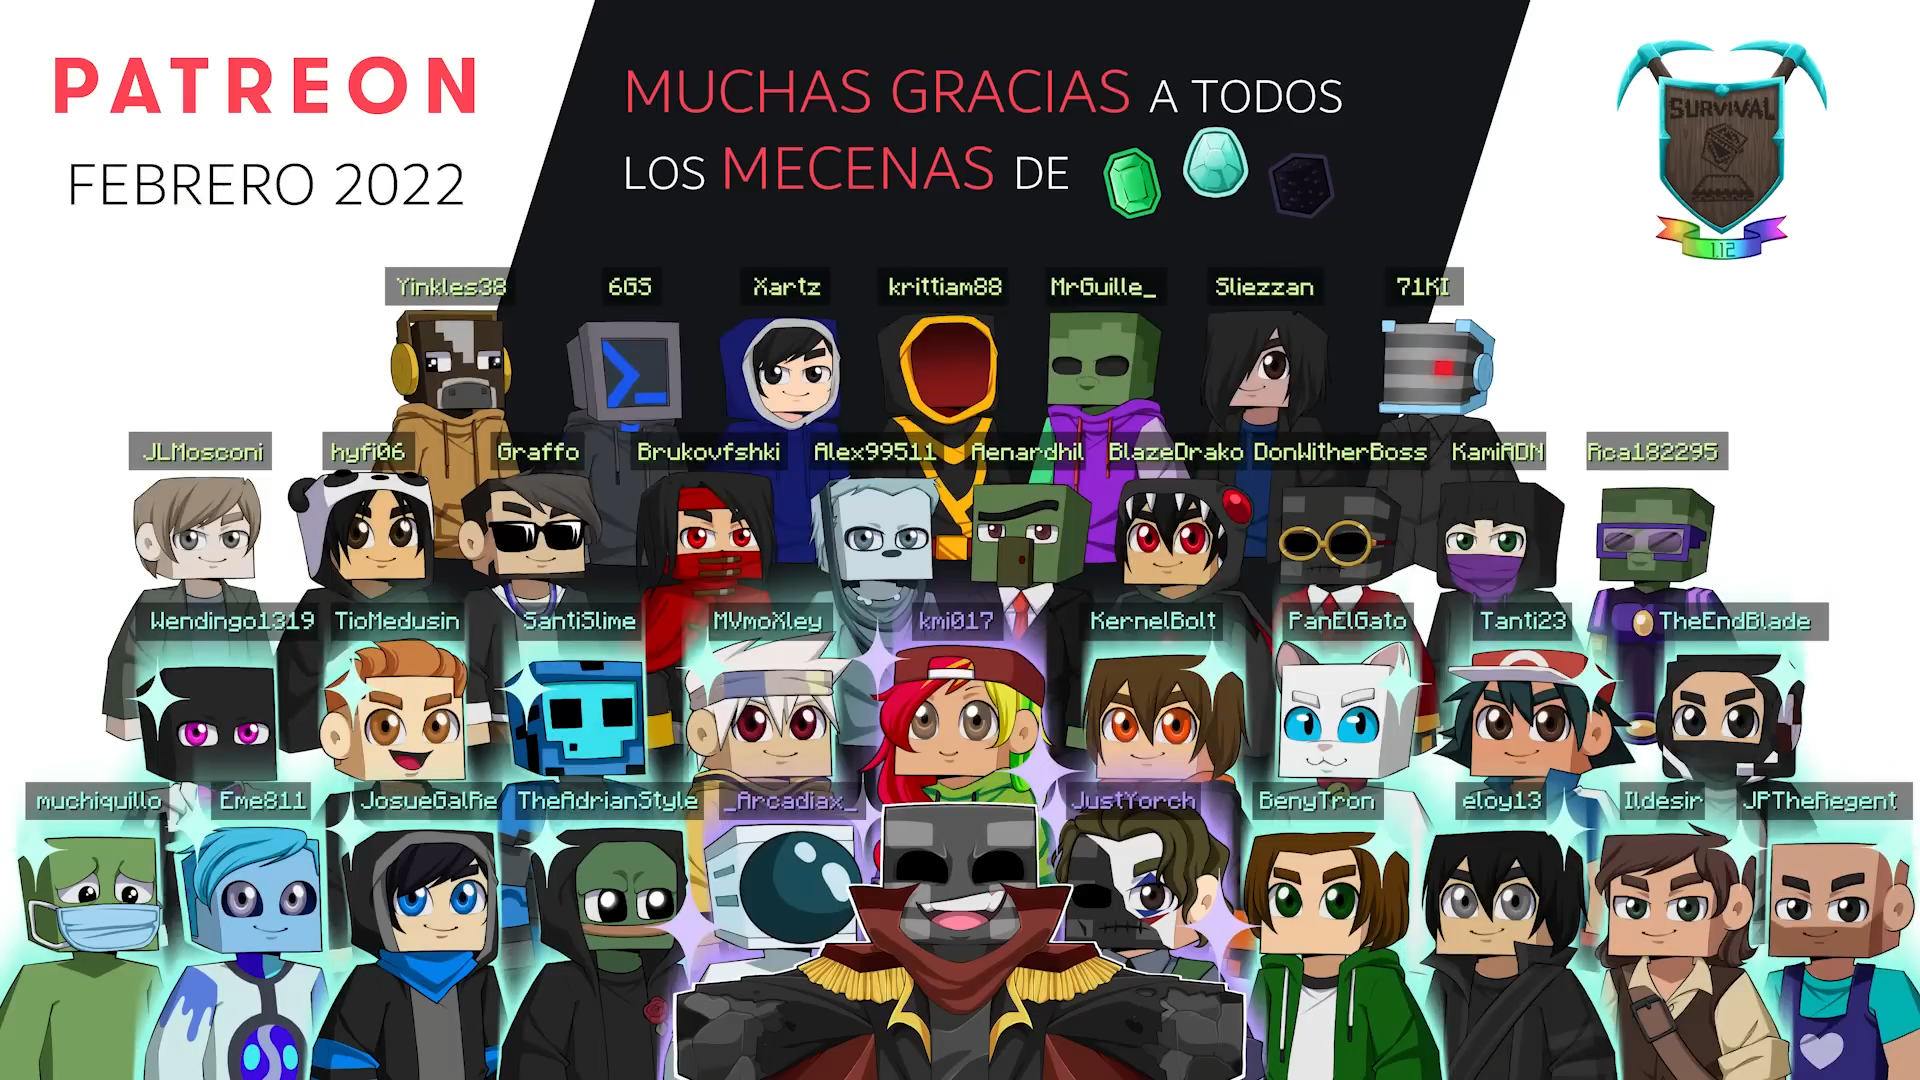 PATREON
FEBRERO 2022
MUCHAS GRACIAS A TODOS
LOS MECENAS DE
SURVIVAL
1.12
Yinkles38 6G5 Xartz krittiam88 MrGuille_ Sliezzan 71KI
JLMosconi hyfi06 Graffo Brukovfshki Alex99511 Aenardhil BlazeDrako DonWitherBoss KamiADN Rca182295
Wendingo1319 TioMedusin SantiSlime MVmoXley kmi017 KernelBolt PanElGato Tanti23 TheEndBlade
muchiquillo Eme811 JosueGalRe TheAdrianStyle _Arcadiax_ JustYorch BenyTron eloy13 Ildesir JPTheRegent